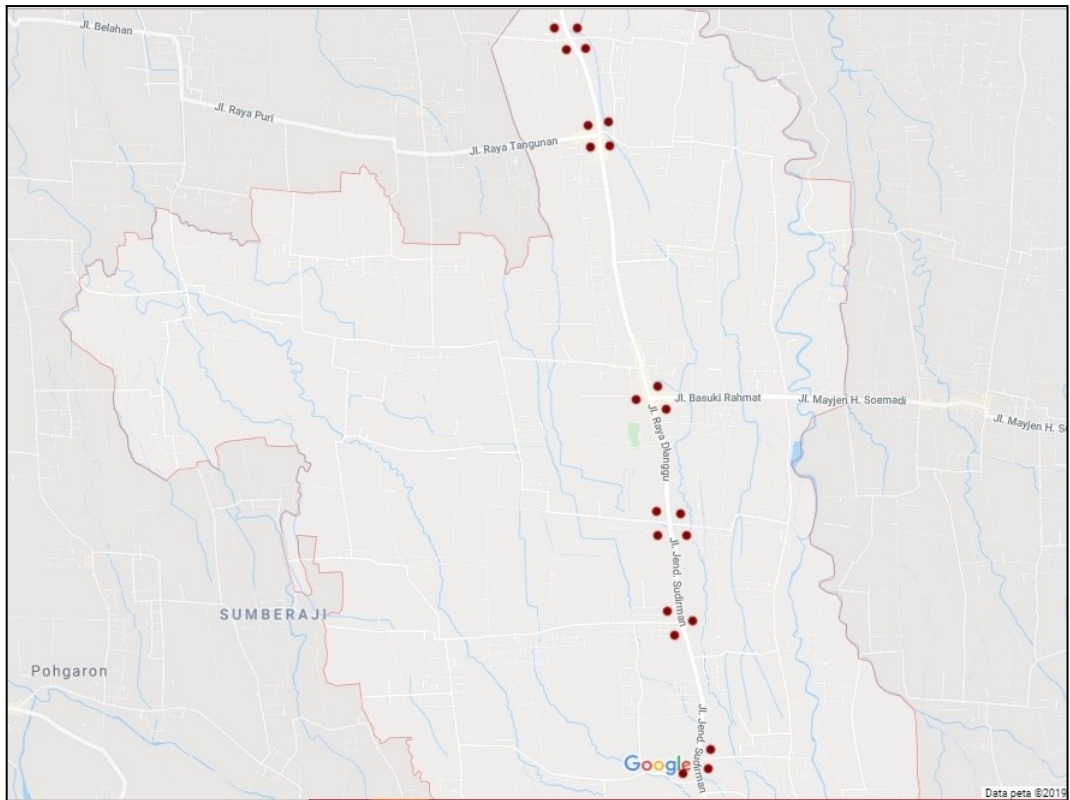 Jl. Belahan
Jl. Raya Puri
Jl. Raya Tangunan
Jl. Basuki Rahmat
Jl. Mayjen H. Soemadi
Jl. Mayjen H. S
Jl. Raya Dlanggu
Jl. Jend. Sudirman
SUMBERAJI
Pohgaron
Jl. Jend. Sudirman
Google
Data peta ©2019